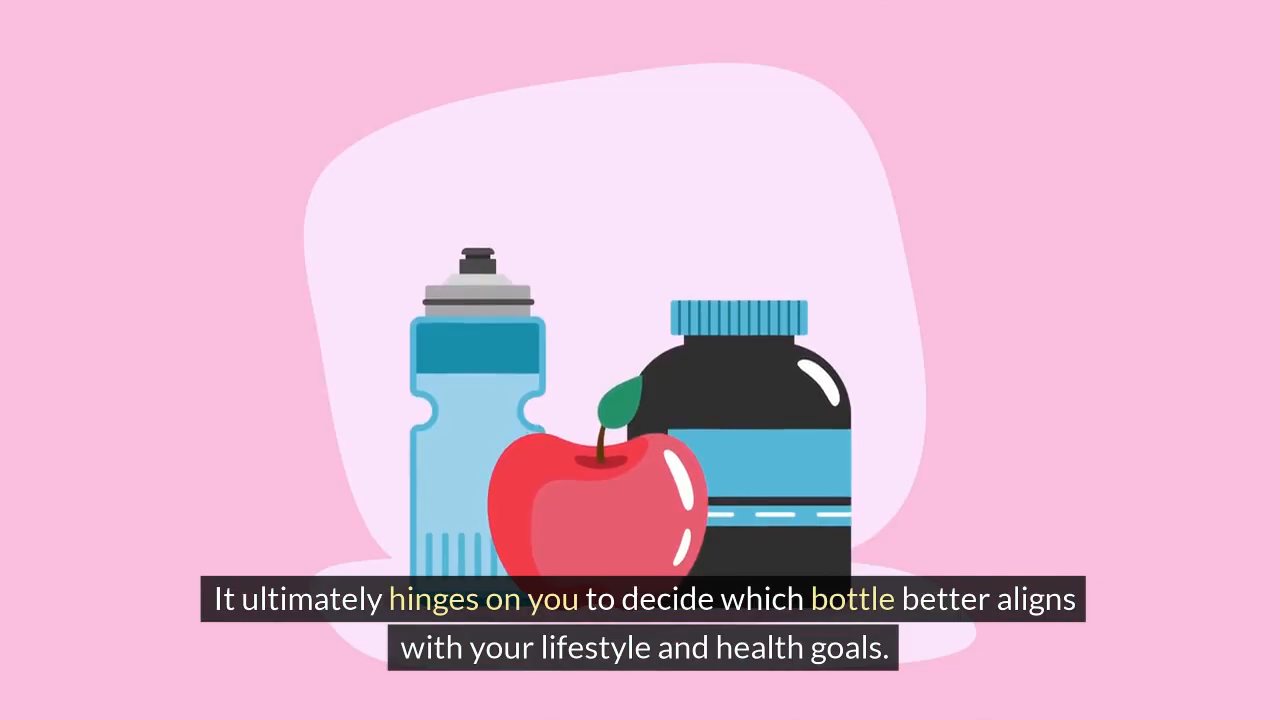 It ultimately hinges on you to decide which bottle better aligns
with your lifestyle and health goals.